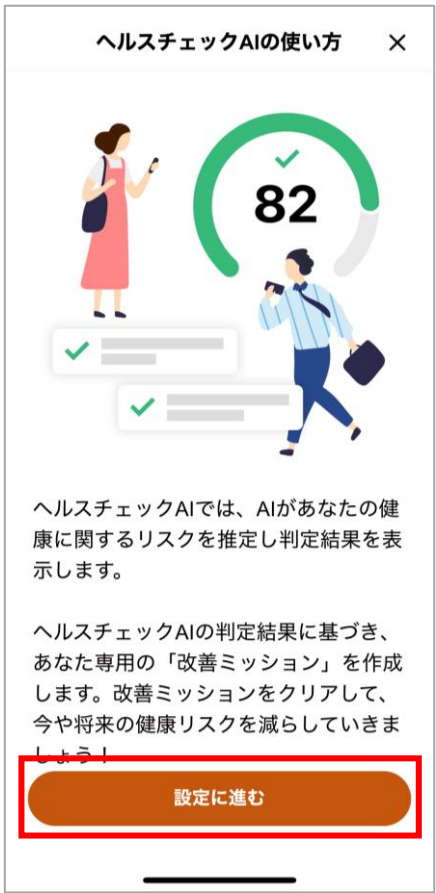 ヘルスチェックAIの使い方
82
ヘルスチェックAIでは、AIがあなたの健
康に関するリスクを推定し判定結果を表
示します。
ヘルスチェックAIの判定結果に基づき、
あなた専用の「改善ミッション」を作成
します。改善ミッションをクリアして、
今や将来の健康リスクを減らしていきま
しょう！
設定に進む